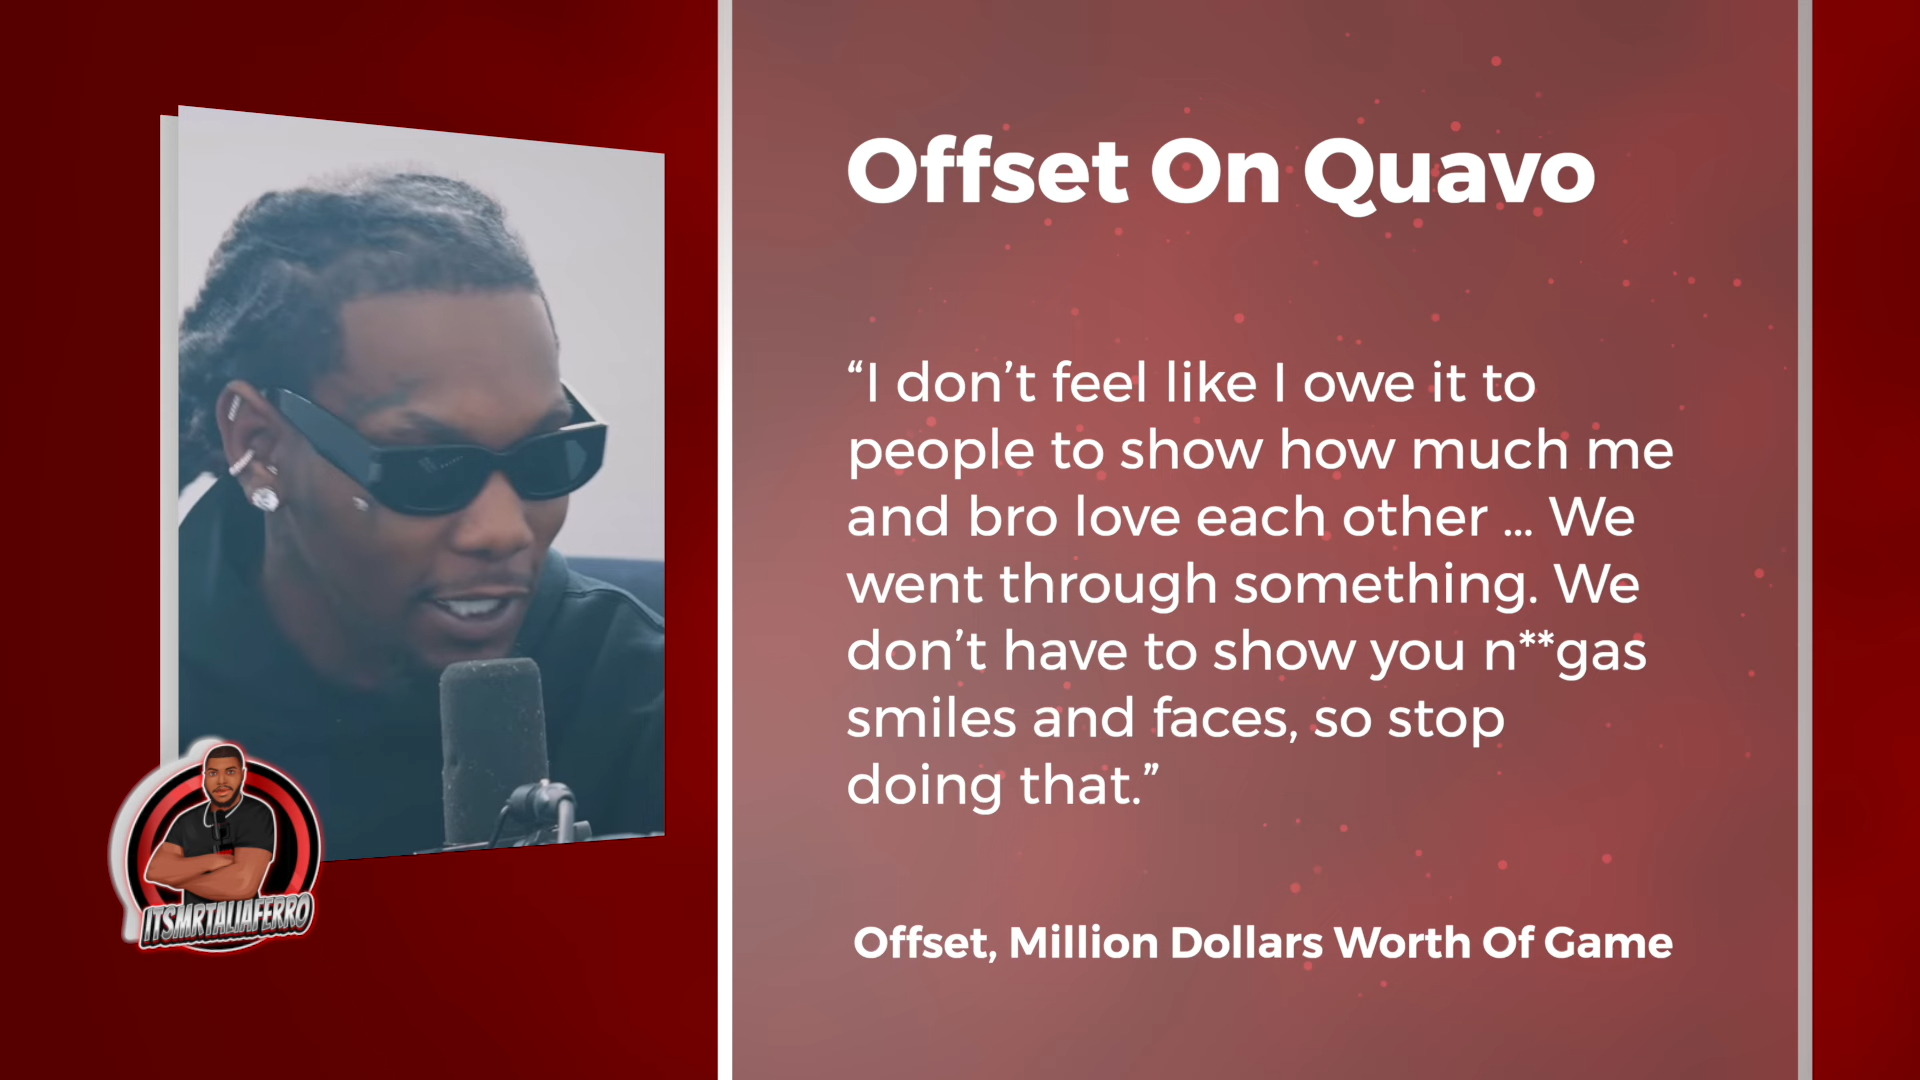 Offset On Quavo
“I don’t feel like I owe it to
people to show how much me
and bro love each other ... We
went through something. We
don’t have to show you n**gas
smiles and faces, so stop
doing that.”
Offset, Million Dollars Worth Of Game
ITSMRTALIAFERRO